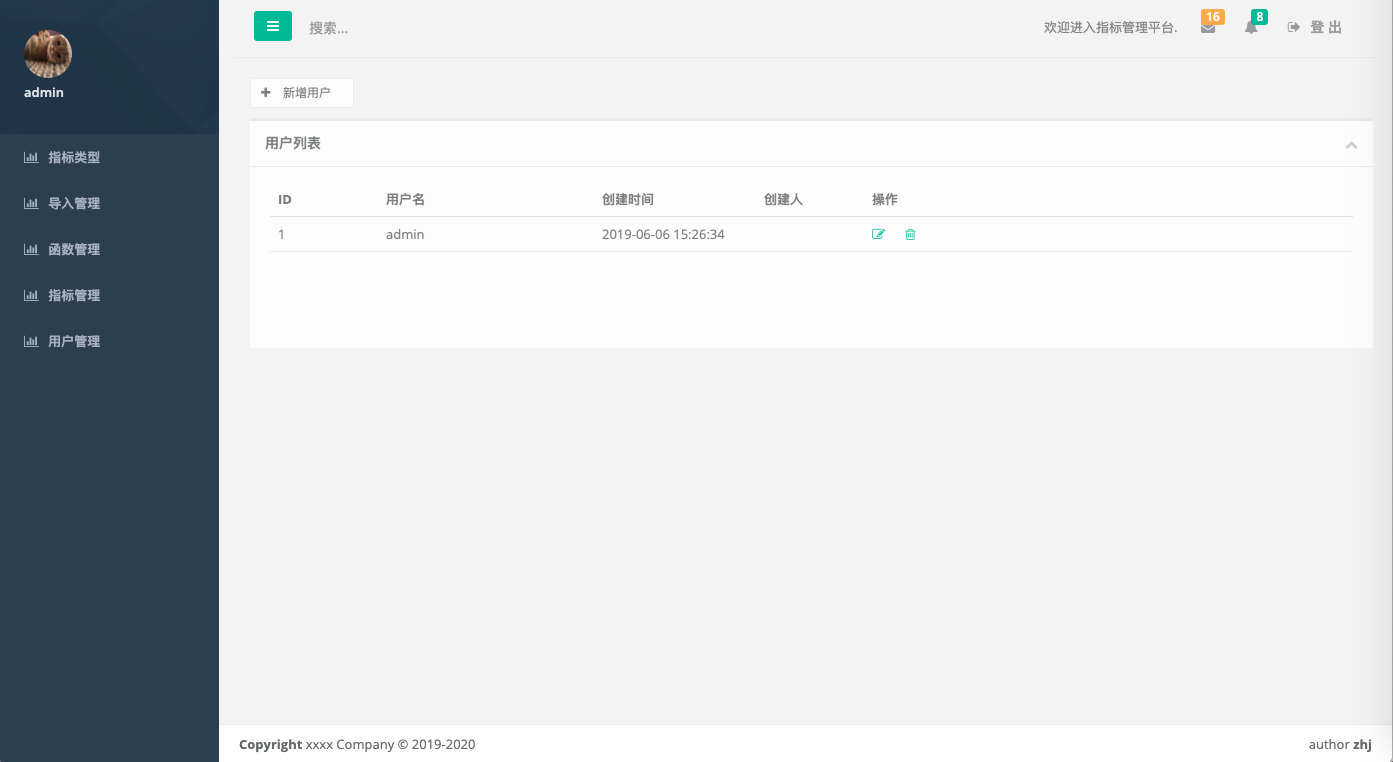 admin
指标类型
导入管理
函数管理
指标管理
用户管理
搜索...
欢迎进入指标管理平台.
16
8
登 出
新增用户
用户列表
ID 用户名 创建时间 创建人 操作
1 admin 2019-06-06 15:26:34
Copyright xxxx Company © 2019-2020
author zhj